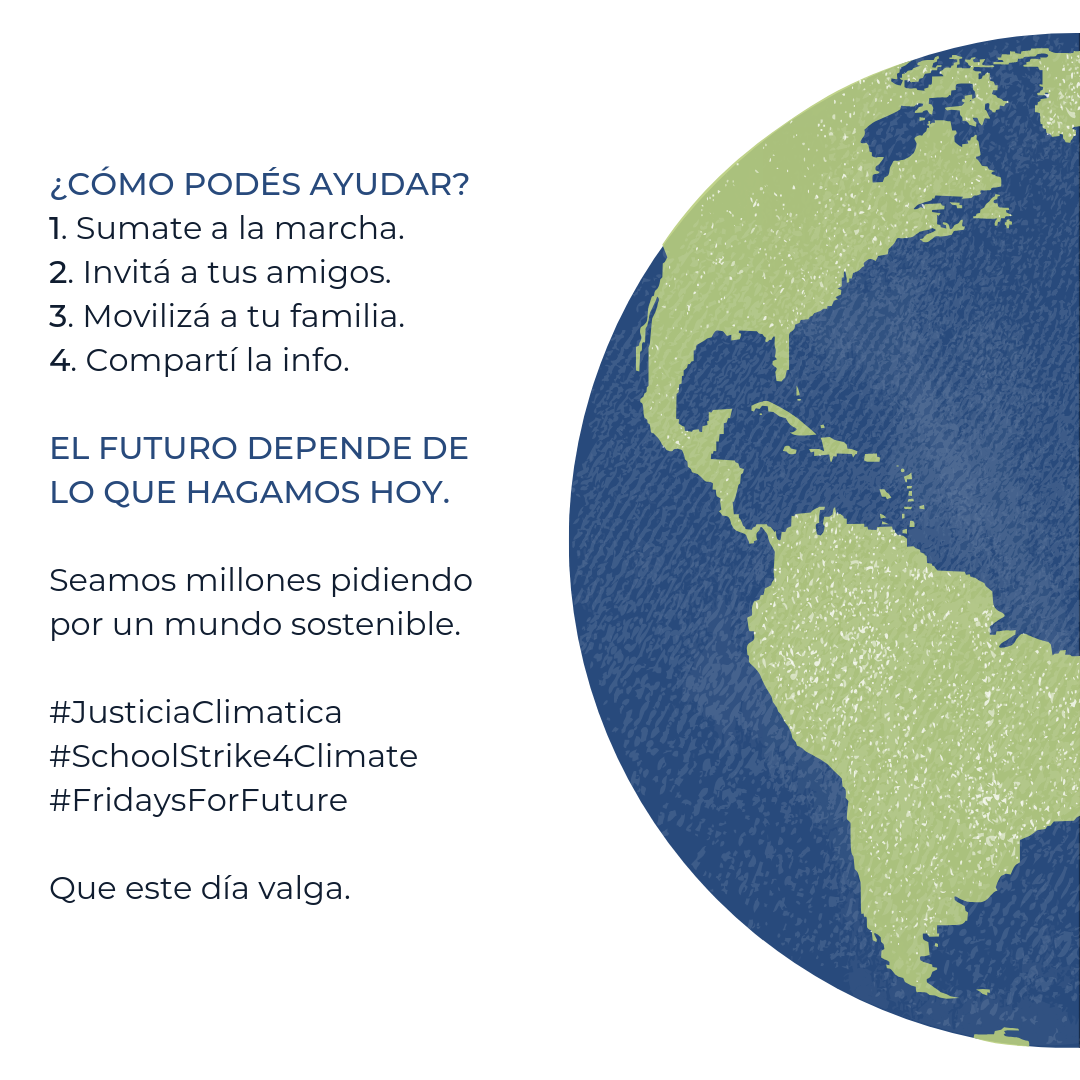 ¿CÓMO PODÉS AYUDAR?
1. Sumate a la marcha.
2. Invitá a tus amigos.
3. Movilizá a tu familia.
4. Compartí la info.
EL FUTURO DEPENDE DE
LO QUE HAGAMOS HOY.
Seamos millones pidiendo
por un mundo sostenible.
#JusticiaClimatica
#SchoolStrike4Climate
#FridaysForFuture
Que este día valga.